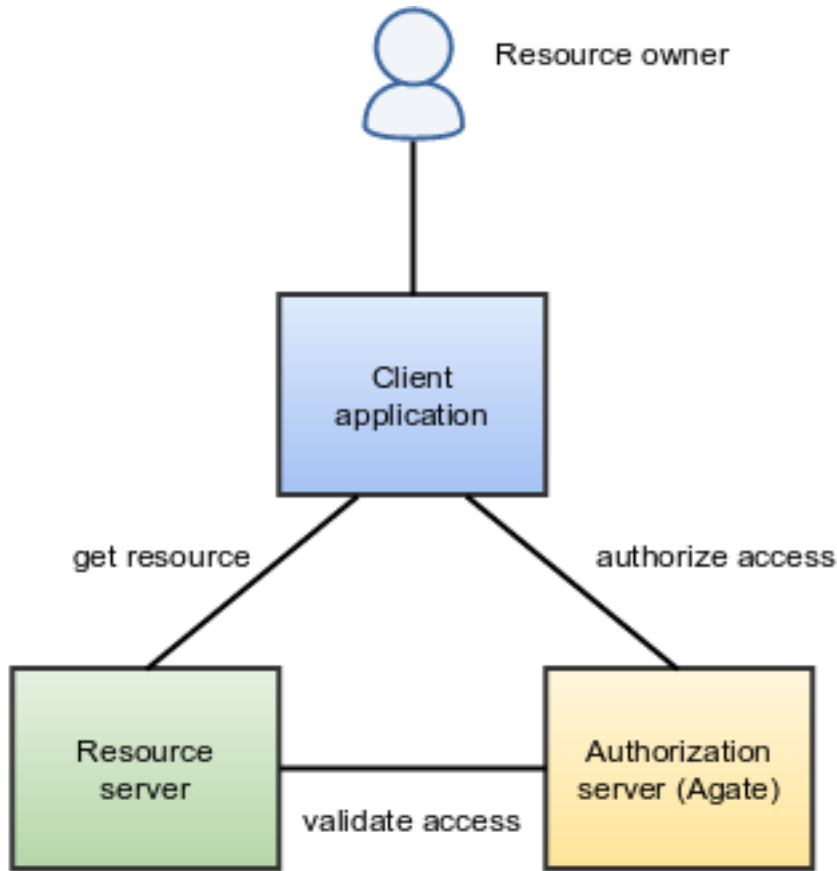 Resource owner
Client
application
get resource
authorize access
Resource
server
Authorization
server (Agate)
validate access